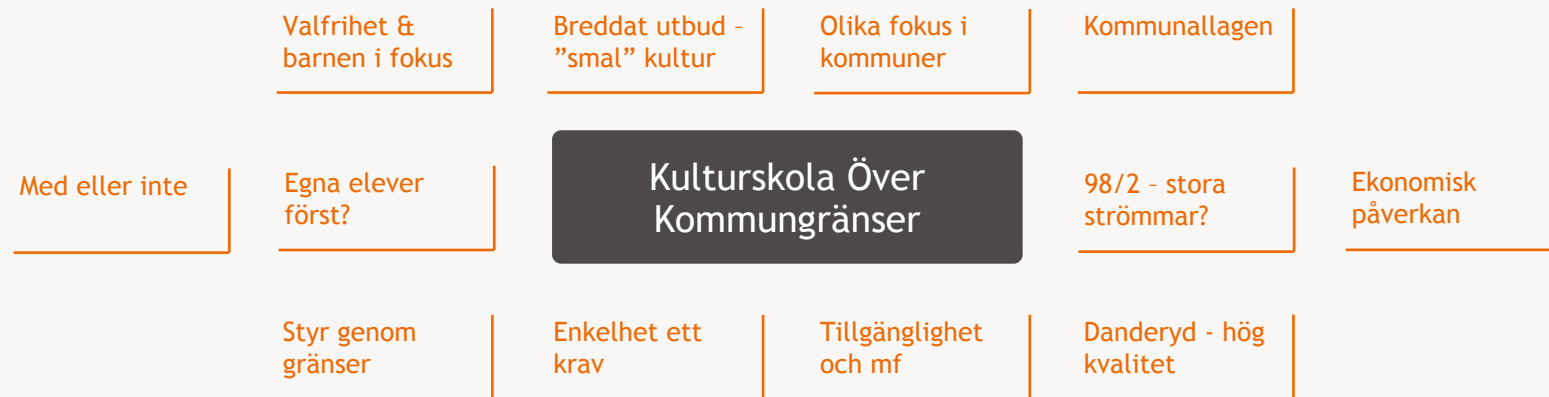 Valfrihet &
barnen i fokus
Breddat utbud –
”smal” kultur
Olika fokus i
kommuner
Kommunallagen
Med eller inte
Egna elever
först?
Kulturskola Över
Kommungränser
98/2 – stora
strömmar?
Ekonomisk
påverkan
Styr genom
gränser
Enkelhet ett
krav
Tillgänglighet
och mf
Danderyd - hög
kvalitet